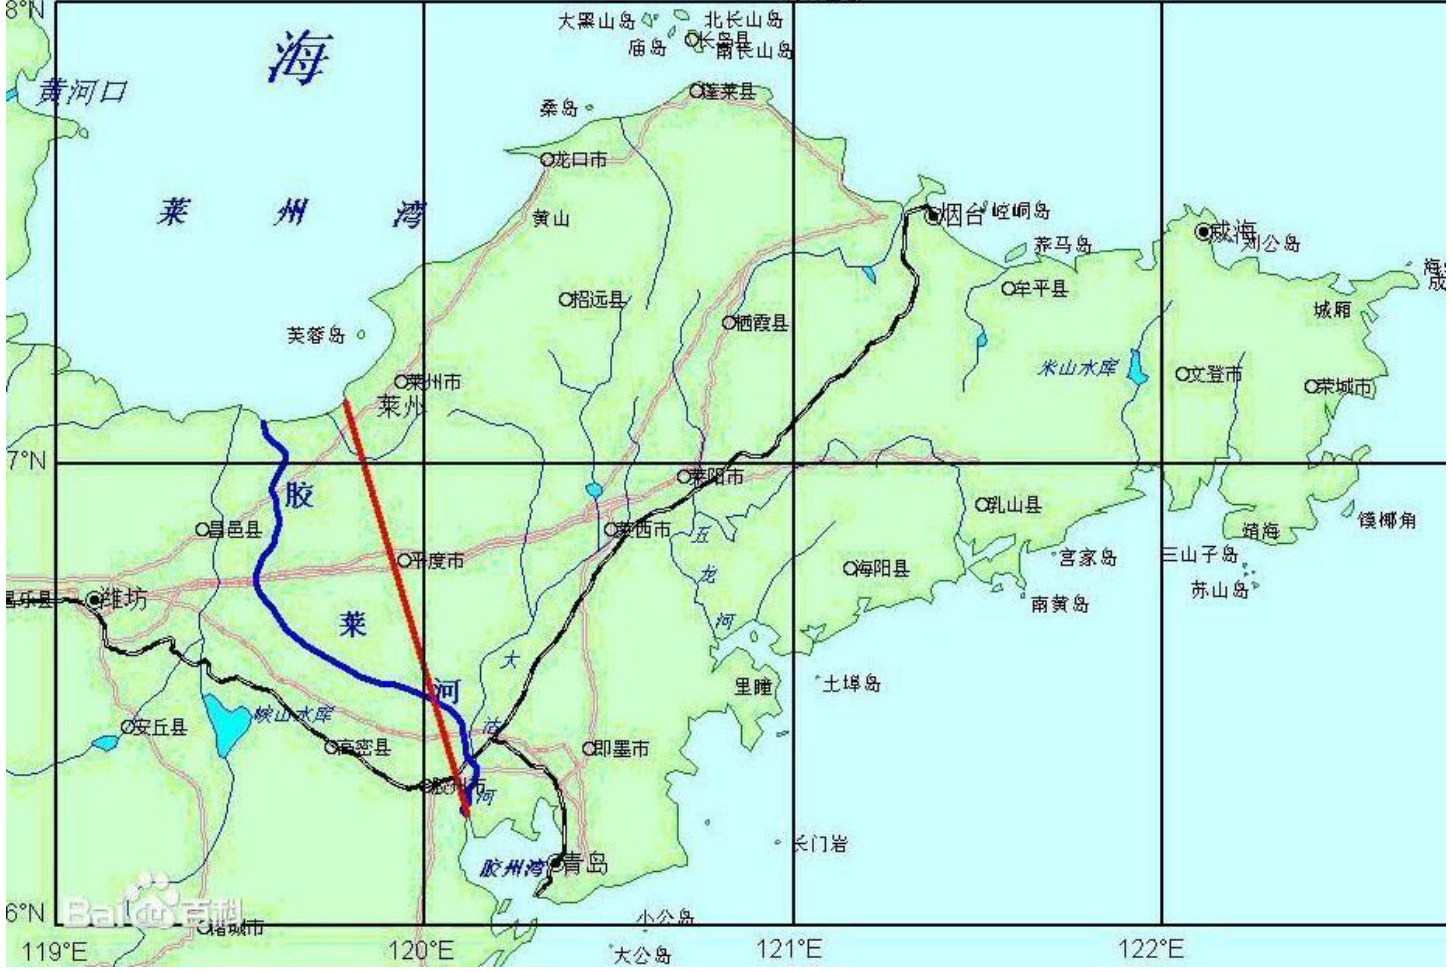 8°N
大黑山岛
北长山岛
庙岛
长岛县
南长山岛
海
黄河口
蓬莱县
桑岛
龙口市
莱州湾
黄山
烟台
崆峒岛
威海
刘公岛
养马岛
海
成
招远县
牟平县
城厢
栖霞县
芙蓉岛
莱州市
米山水库
文登市
荣城市
莱州
7°N
莱阳市
胶
昌邑县
莱西市
乳山县
靖海
镆椰角
五
平度市
海阳县
宫家岛
三山子岛
龙
苏山岛
昌乐县
潍坊
南黄岛
莱
河
大
河
里瞳
土埠岛
峡山水库
安丘县
高密县
沽
即墨市
胶州市
河
长门岩
胶州湾
青岛
6°N
Bai百科
诸城市
小公岛
119°E
120°E
大公岛
121°E
122°E